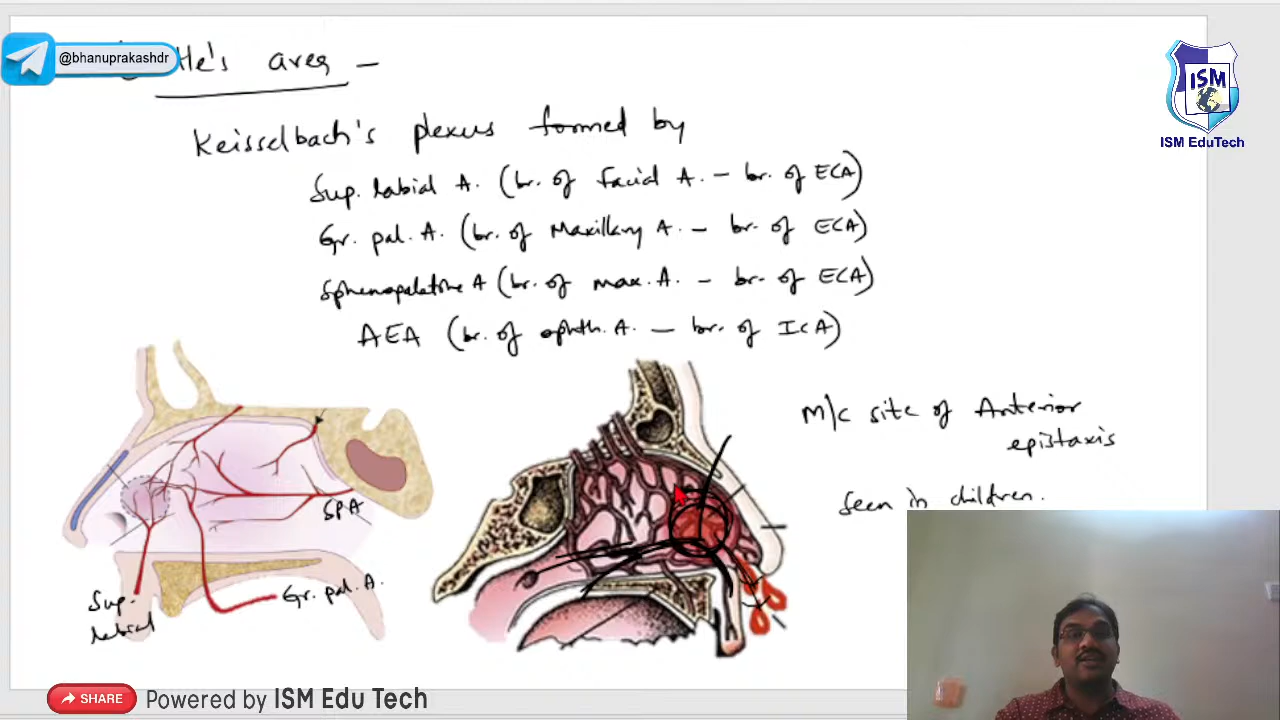 @bhanuprakashdr
area –
ISM
ISM EduTech
Keisselbach's plexus formed by
Sup. labial A. (br. of facial A. – br. of ECA)
Gr. pal. A. (br. of Maxillary A. – br. of ECA)
Sphenopalatine A (br. of max. A. – br. of ECA)
AEA (br. of ophth. A. – br. of ICA)
M/c site of Anterior
epistaxis
Seen in children.
SPA
Gr. pal. A.
Sup.
labial
SHARE
Powered by ISM Edu Tech